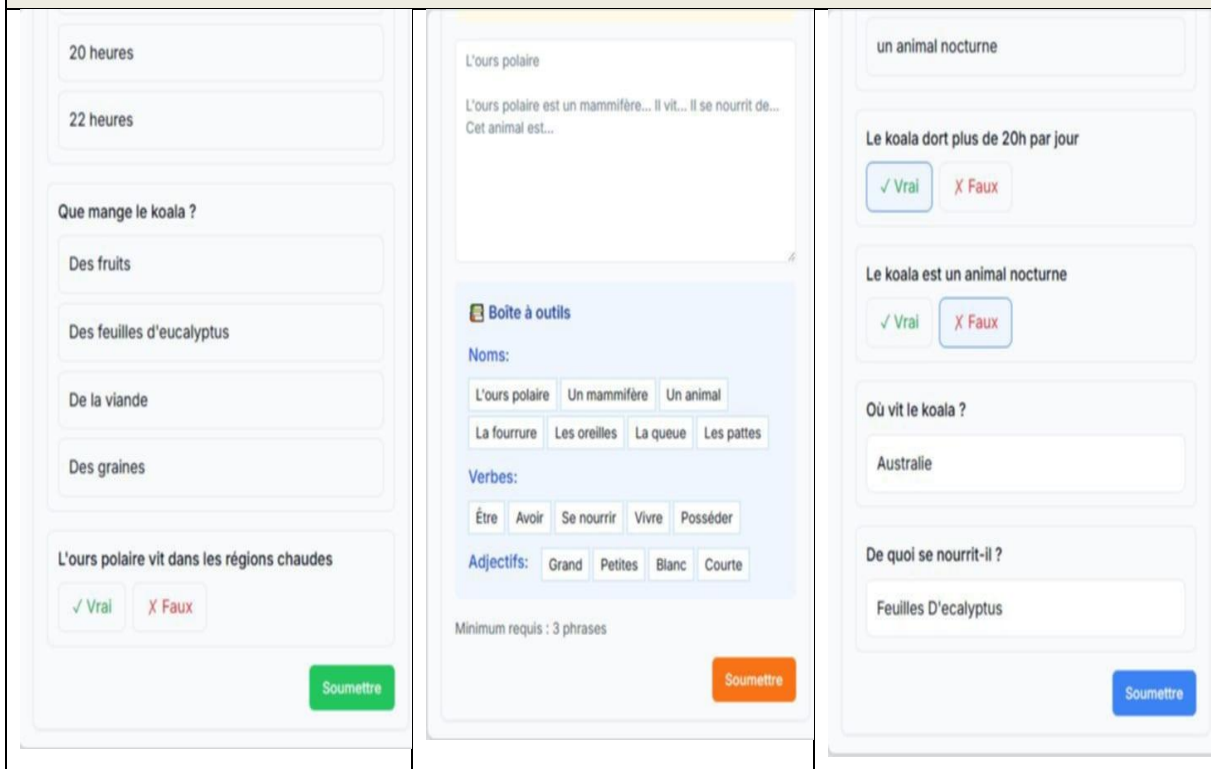 20 heures
22 heures
Que mange le koala ?
Des fruits
Des feuilles d'eucalyptus
De la viande
Des graines
L'ours polaire vit dans les régions chaudes
✓ Vrai ✗ Faux
Soumettre
L'ours polaire
L'ours polaire est un mammifère... Il vit... Il se nourrit de...
Cet animal est...
Boîte à outils
Noms:
L'ours polaire Un mammifère Un animal
La fourrure Les oreilles La queue Les pattes
Verbes:
Être Avoir Se nourrir Vivre Posséder
Adjectifs: Grand Petites Blanc Courte
Minimum requis : 3 phrases
Soumettre
un animal nocturne
Le koala dort plus de 20h par jour
✓ Vrai ✗ Faux
Le koala est un animal nocturne
✓ Vrai ✗ Faux
Où vit le koala ?
Australie
De quoi se nourrit-il ?
Feuilles D'ecalyptus
Soumettre